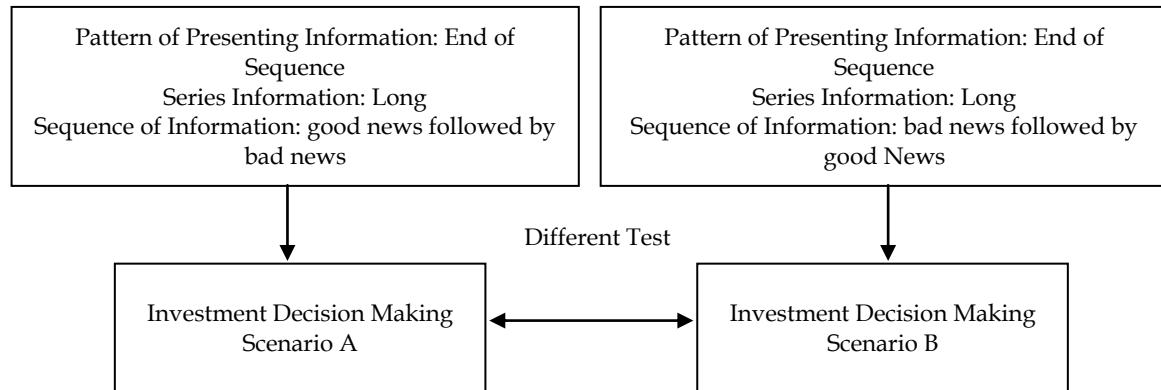 Pattern of Presenting Information: End of
Sequence
Series Information: Long
Sequence of Information: good news followed by
bad news
Pattern of Presenting Information: End of
Sequence
Series Information: Long
Sequence of Information: bad news followed by
good News
Different Test
Investment Decision Making
Scenario A
Investment Decision Making
Scenario B